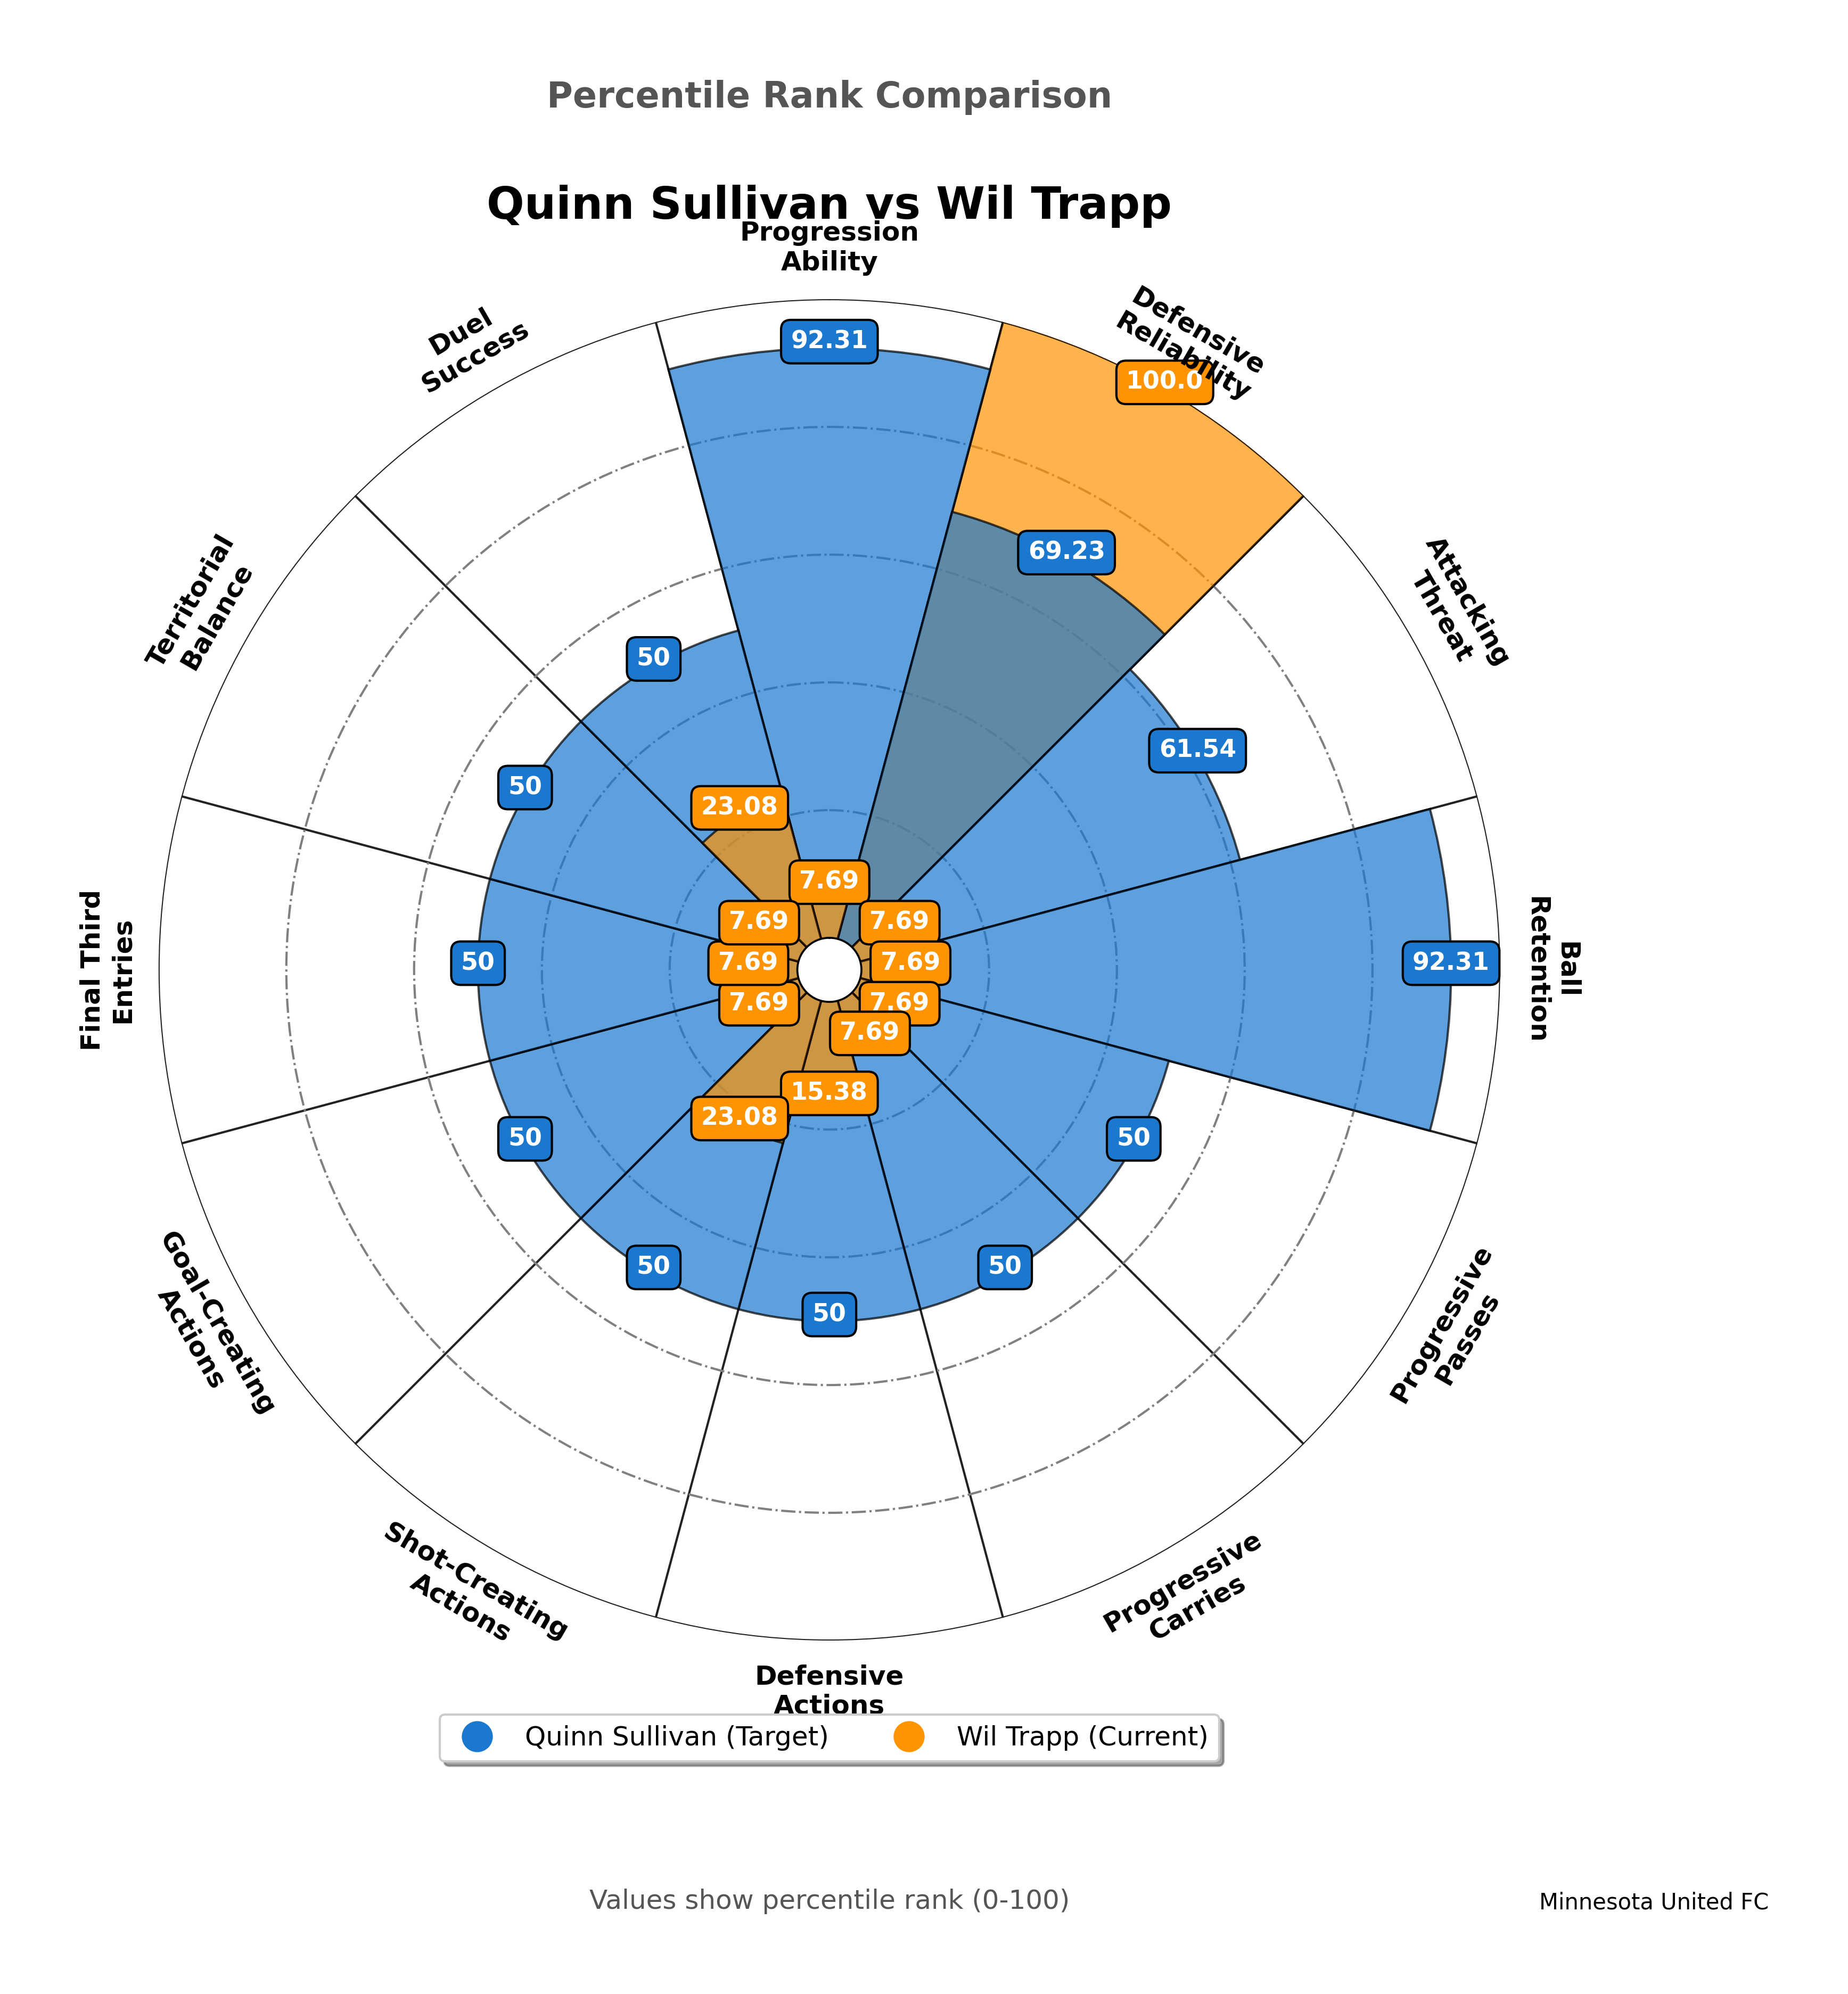 Percentile Rank Comparison
Quinn Sullivan vs Wil Trapp
Progression
Ability
Defensive
Reliability
Duel
Success
92.31
100.0
Attacking
Threat
Territorial
Balance
69.23
50
61.54
50
23.08
7.69
7.69
7.69
Final Third
Entries
50
7.69
7.69
92.31
Ball
Retention
7.69
7.69
7.69
15.38
23.08
50
50
Goal-Creating
Actions
Progressive
Passes
50
50
50
Shot-Creating
Actions
Progressive
Carries
Defensive
Actions
Quinn Sullivan (Target)
Wil Trapp (Current)
Values show percentile rank (0-100)
Minnesota United FC